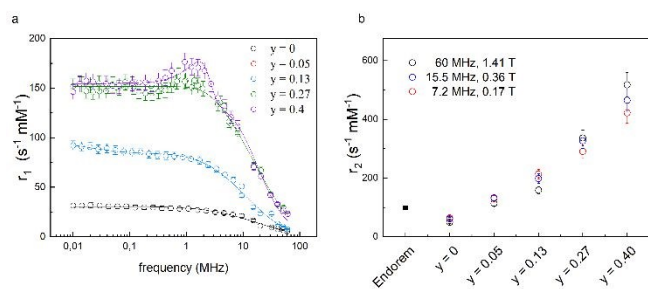 a
r₁ (s⁻¹ mM⁻¹)
200
150
100
50
0
0,01
0,1
1
10
100
frequency (MHz)
y = 0
y = 0.05
y = 0.13
y = 0.27
y = 0.4
b
r₂ (s⁻¹ mM⁻¹)
600
400
200
0
60 MHz, 1.41 T
15.5 MHz, 0.36 T
7.2 MHz, 0.17 T
Endorem
y = 0
y = 0.05
y = 0.13
y = 0.27
y = 0.40